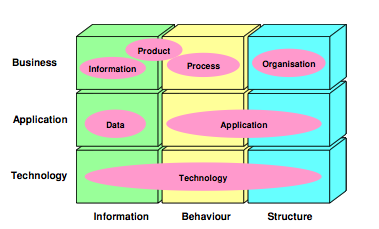 Product
Business
Information
Process
Organisation
Application
Data
Application
Technology
Technology
Information
Behaviour
Structure